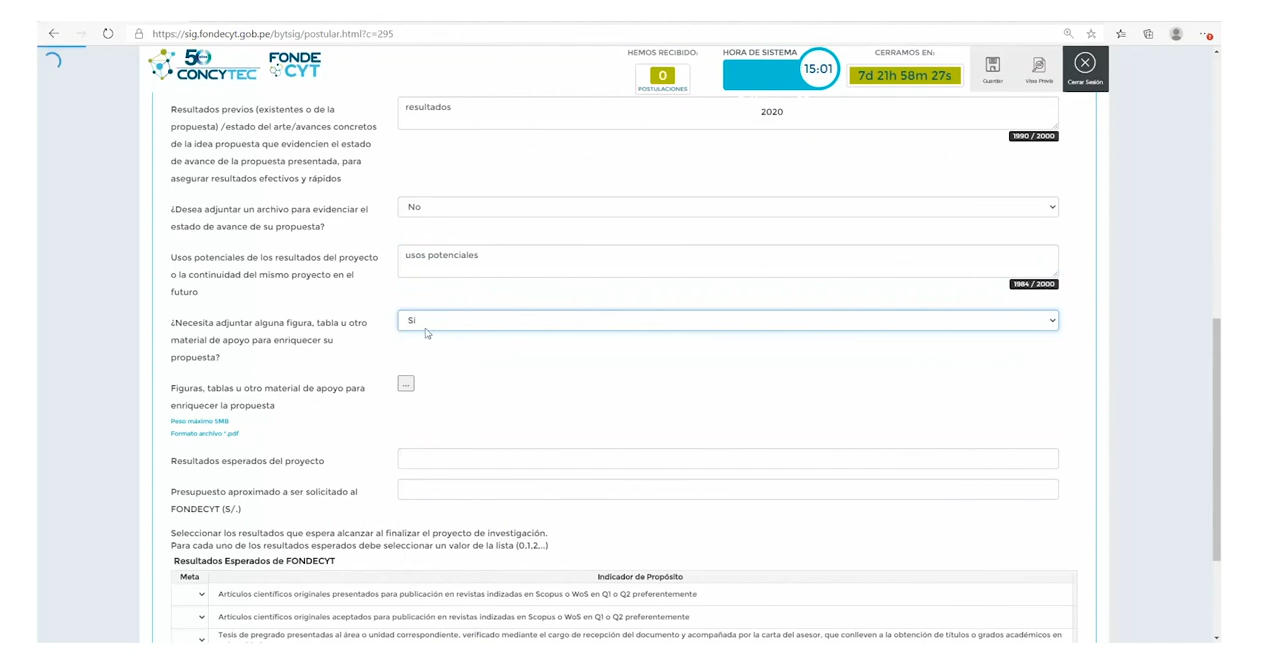 https://sig.fondecyt.gob.pe/bytsig/postular.html?c=295
50
CONCYTEC
FONDE
CYT
HEMOS RECIBIDO:
0
POSTULACIONES
HORA DE SISTEMA
15:01
CERRAMOS EN:
7d 21h 58m 27s
Guardar
Vista Previa
Cerrar Sesión
2020
Resultados previos (existentes o de la
propuesta) /estado del arte/avances concretos
de la idea propuesta que evidencien el estado
de avance de la propuesta presentada, para
asegurar resultados efectivos y rápidos
resultados
1990 / 2000
¿Desea adjuntar un archivo para evidenciar el
estado de avance de su propuesta?
No
Usos potenciales de los resultados del proyecto
o la continuidad del mismo proyecto en el
futuro
usos potenciales
1984 / 2000
¿Necesita adjuntar alguna figura, tabla u otro
material de apoyo para enriquecer su
propuesta?
Si
Figuras, tablas u otro material de apoyo para
enriquecer la propuesta
Peso máximo 5MB
Formato archivo *.pdf
...
Resultados esperados del proyecto
Presupuesto aproximado a ser solicitado al
FONDECYT (S/.)
Seleccionar los resultados que espera alcanzar al finalizar el proyecto de investigación.
Para cada uno de los resultados esperados debe seleccionar un valor de la lista (0,1,2,...)
Resultados Esperados de FONDECYT
Meta Indicador de Propósito
Artículos científicos originales presentados para publicación en revistas indizadas en Scopus o WoS en Q1 o Q2 preferentemente
Artículos científicos originales aceptados para publicación en revistas indizadas en Scopus o WoS en Q1 o Q2 preferentemente
Tesis de pregrado presentadas al área o unidad correspondiente, verificado mediante el cargo de recepción del documento y acompañada por la carta del asesor, que conlleven a la obtención de títulos o grados académicos en